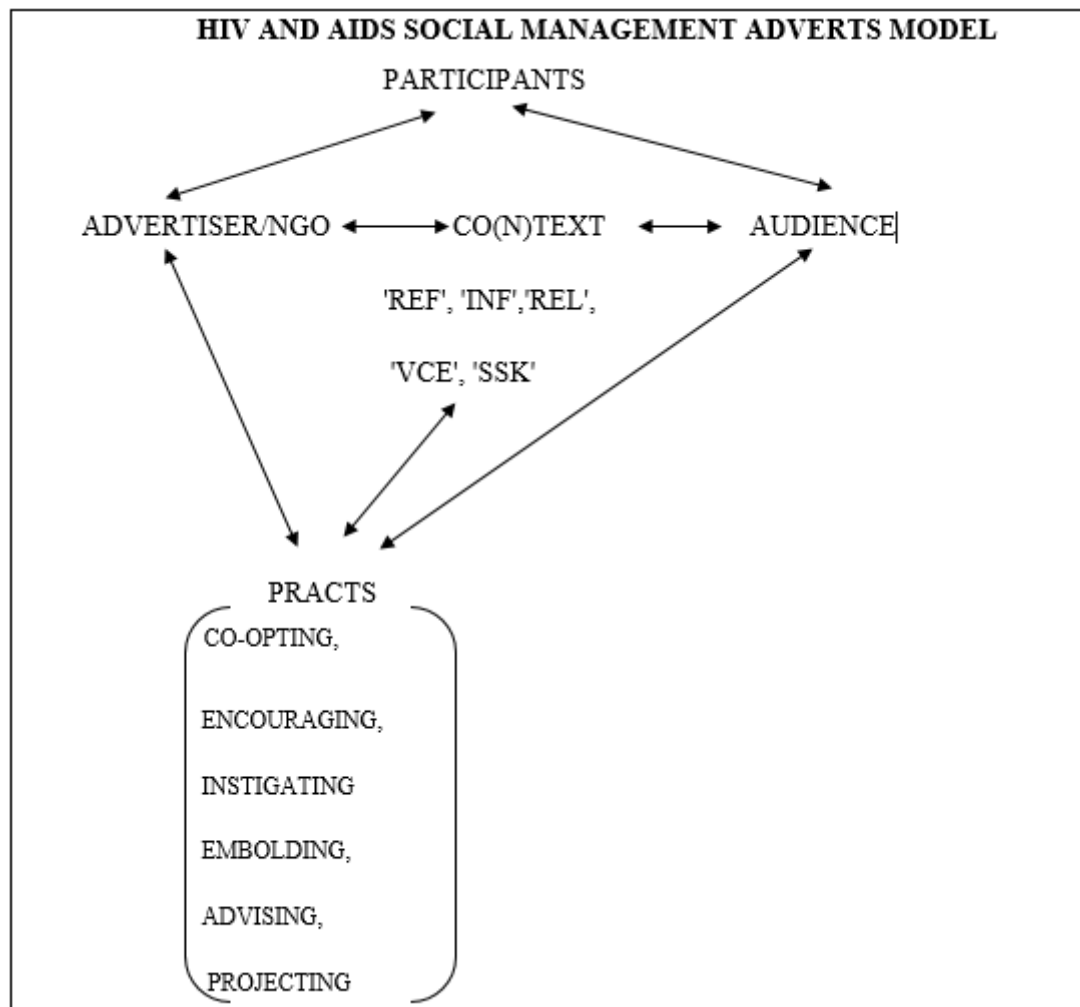 HIV AND AIDS SOCIAL MANAGEMENT ADVERTS MODEL
PARTICIPANTS
ADVERTISER/NGO CO(N)TEXT AUDIENCE
'REF', 'INF','REL',
'VCE', 'SSK'
PRACTS
CO-OPTING,
ENCOURAGING,
INSTIGATING
EMBOLDING,
ADVISING,
PROJECTING